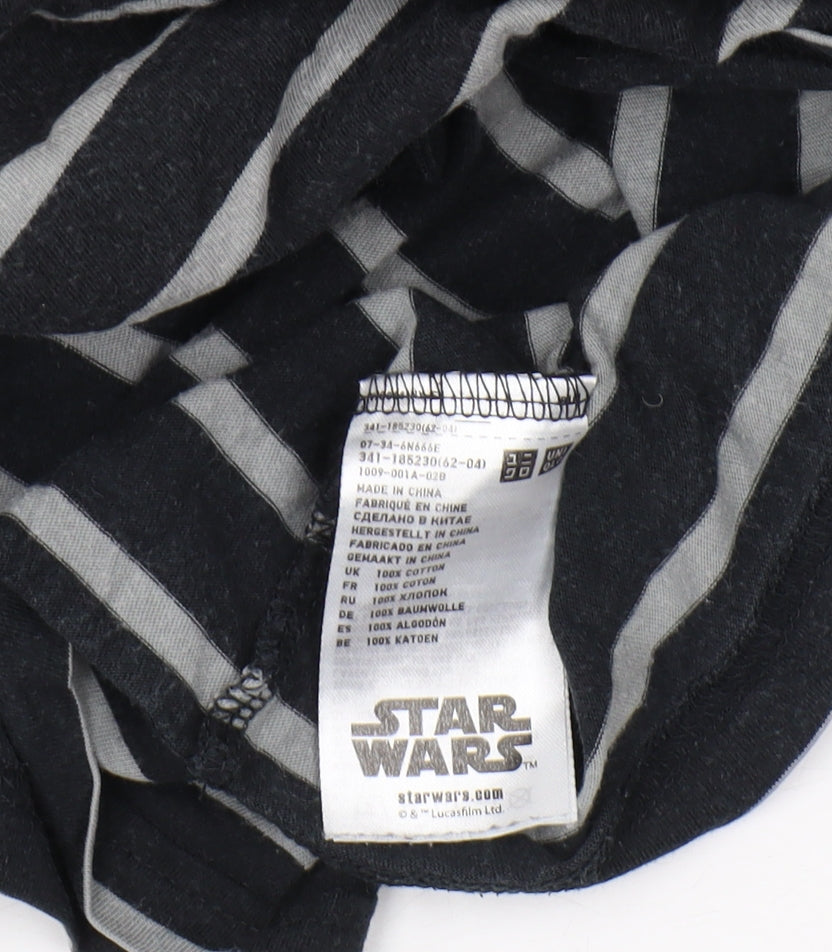 341-185230(62-04)
07-34-6N666E
341-185230(62-04)
1009-001A-02B
MADE IN CHINA
FABRIQUÉ EN CHINE
СДЕЛАНО В КИТАЕ
HERGESTELLT IN CHINA
FABRICADO EN CHINA
GEMAAKT IN CHINA
UK 100% COTTON
FR 100% COTON
RU 100% ХЛОПОК
DE 100% BAUMWOLLE
ES 100% ALGODÓN
BE 100% KATOEN
STAR
WARS™
starwars.com
© & ™ Lucasfilm Ltd.